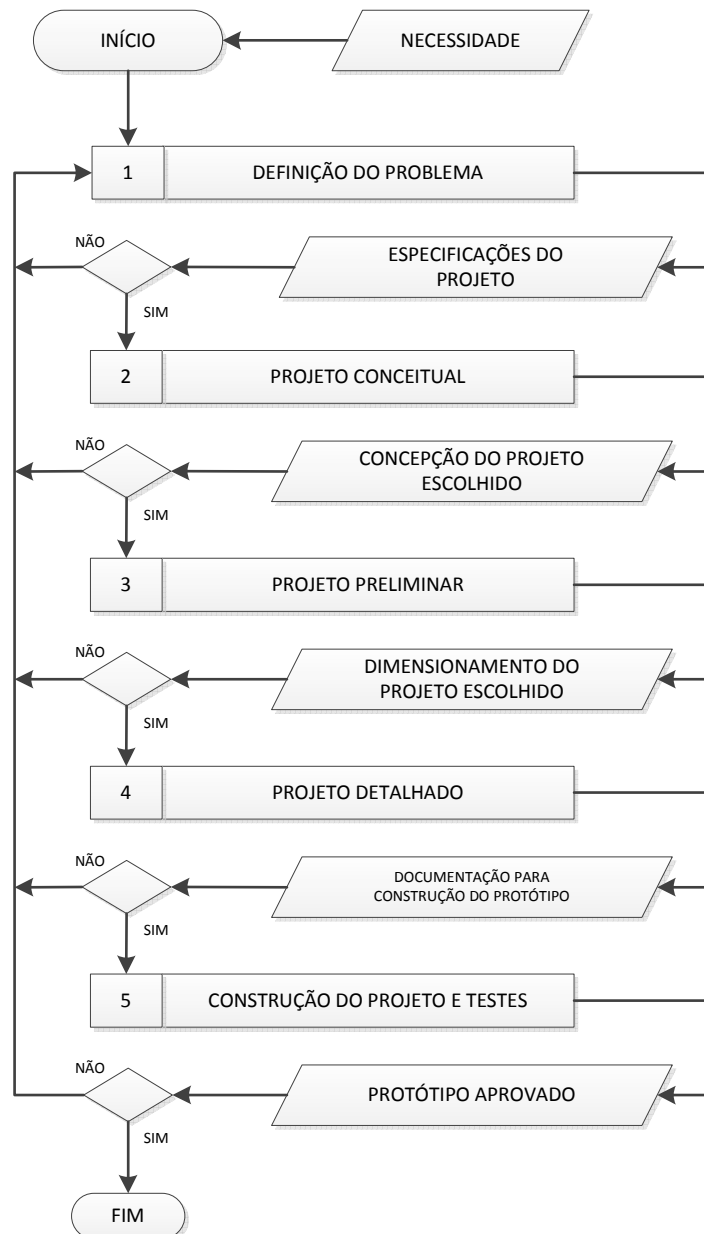 INÍCIO
NECESSIDADE
1
DEFINIÇÃO DO PROBLEMA
NÃO
ESPECIFICAÇÕES DO
PROJETO
SIM
2
PROJETO CONCEITUAL
NÃO
CONCEPÇÃO DO PROJETO
ESCOLHIDO
SIM
3
PROJETO PRELIMINAR
NÃO
DIMENSIONAMENTO DO
PROJETO ESCOLHIDO
SIM
4
PROJETO DETALHADO
NÃO
DOCUMENTAÇÃO PARA
CONSTRUÇÃO DO PROTÓTIPO
SIM
5
CONSTRUÇÃO DO PROJETO E TESTES
NÃO
PROTÓTIPO APROVADO
SIM
FIM